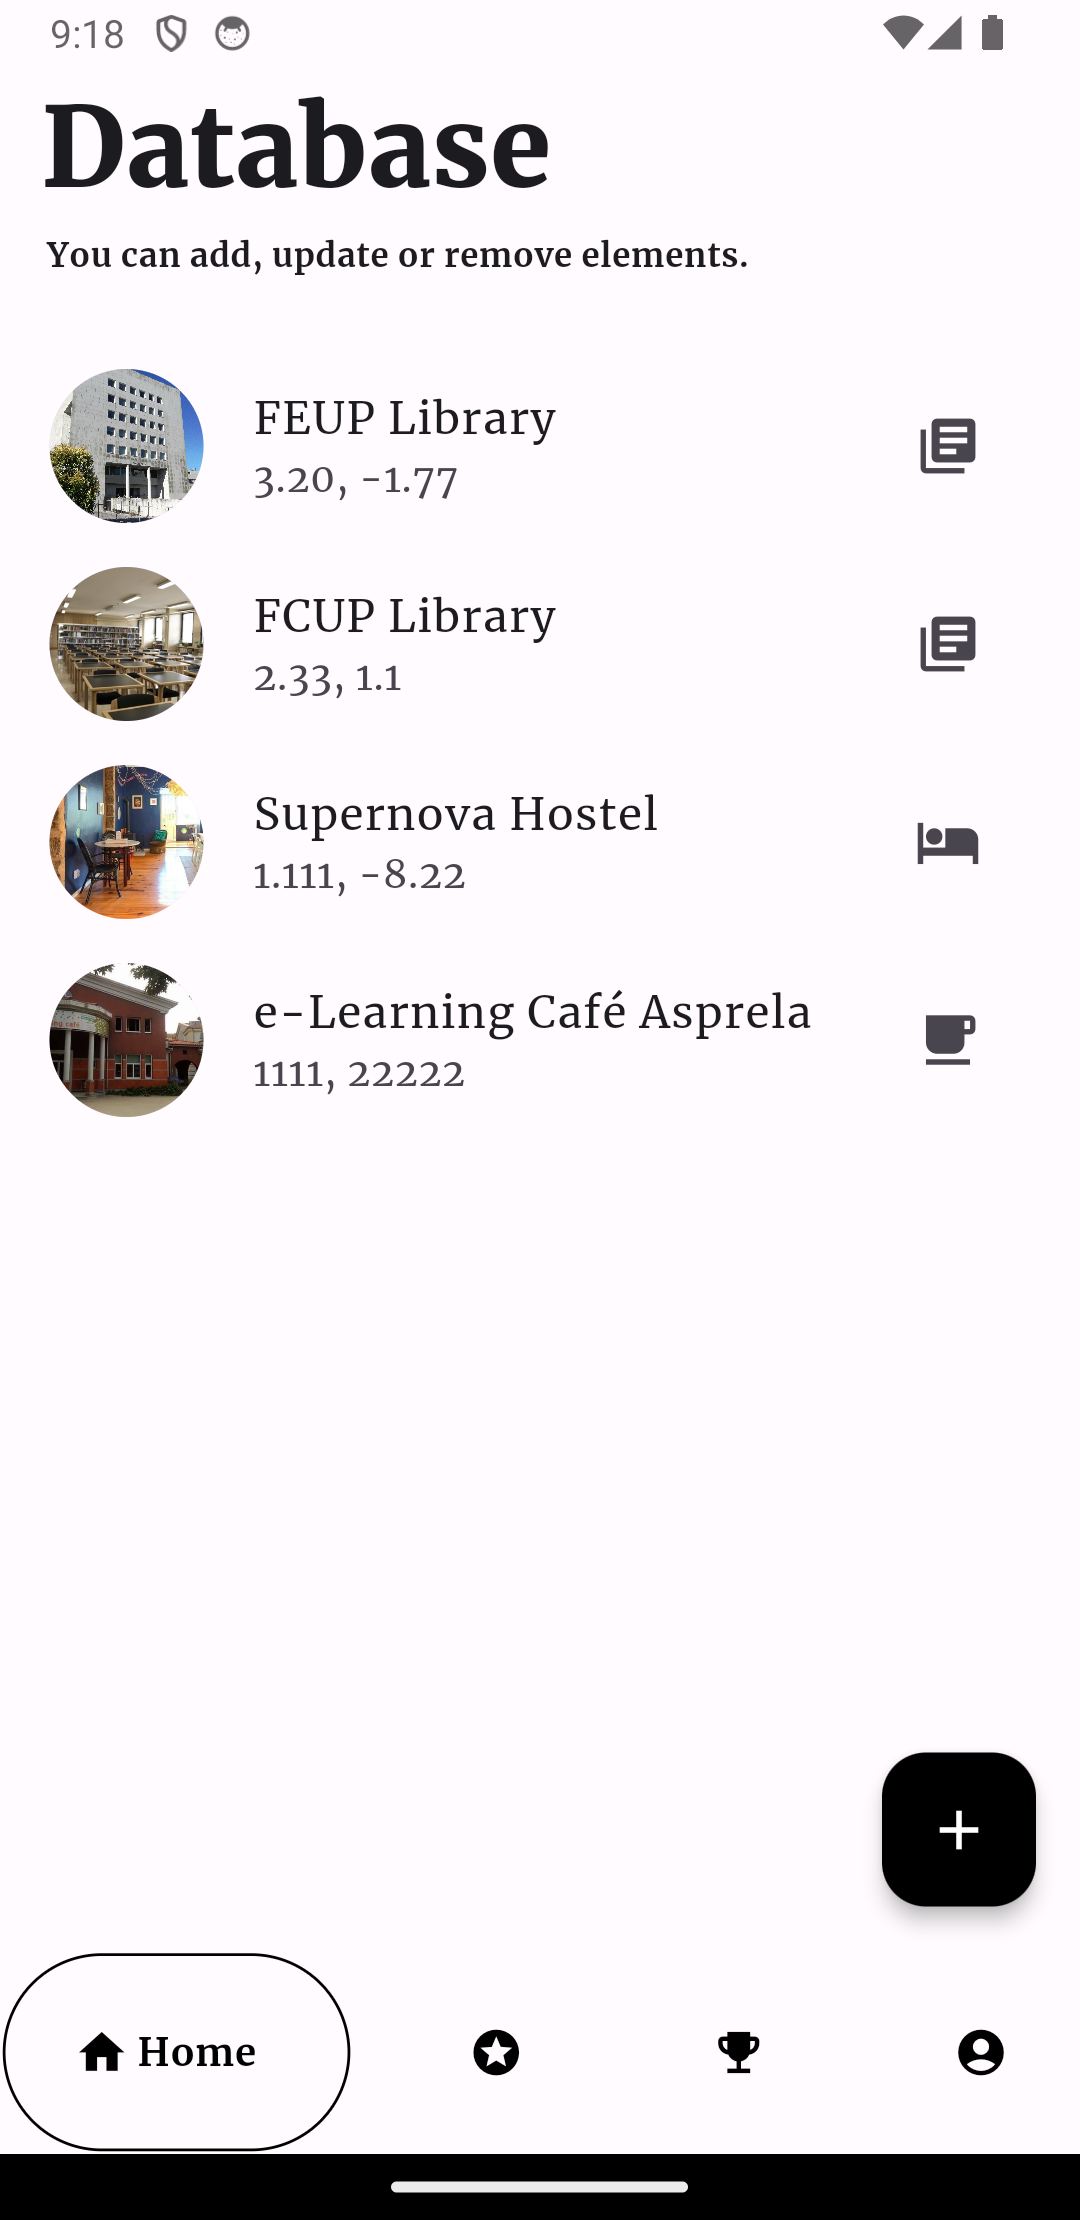 9:18
Database
You can add, update or remove elements.
FEUP Library
3.20, -1.77
FCUP Library
2.33, 1.1
Supernova Hostel
1.111, -8.22
e-Learning Café Asprela
1111, 22222
Home